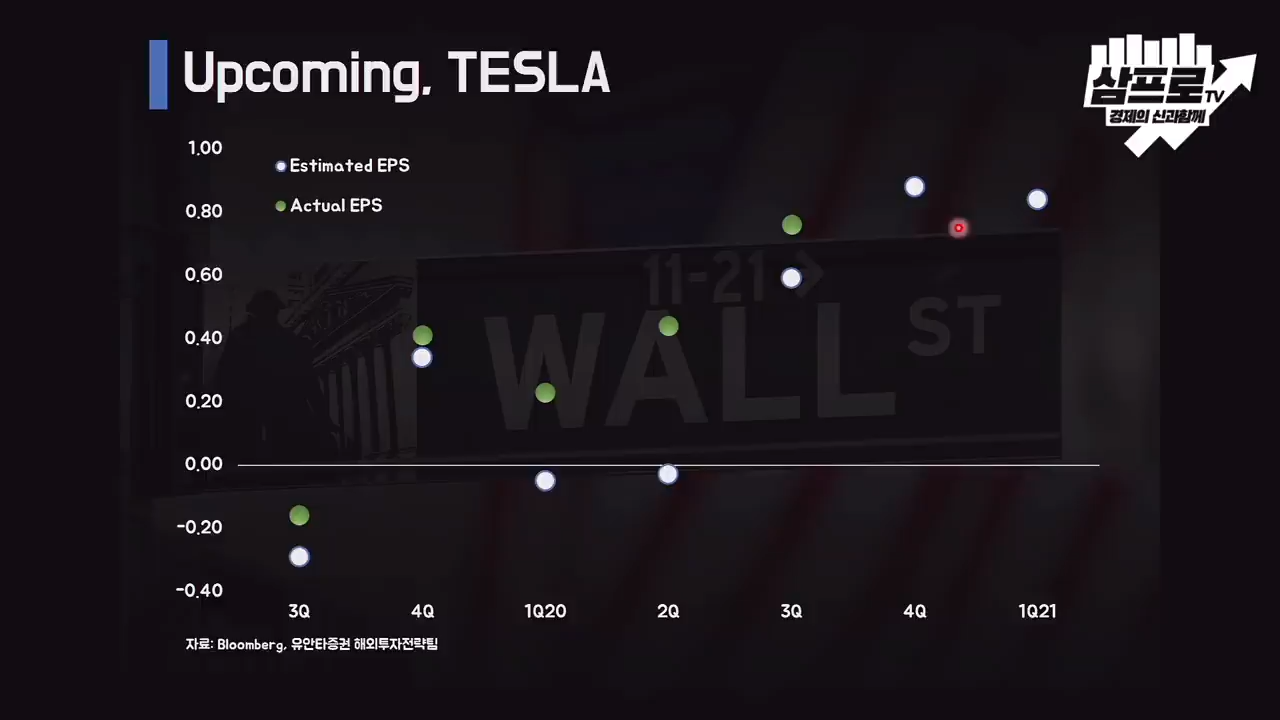 Upcoming, TESLA
삼프로TV
경제의 신과함께
1.00
0.80
0.60
0.40
0.20
0.00
-0.20
-0.40
Estimated EPS
Actual EPS
11-21
WALL ST
3Q
4Q
1Q20
2Q
3Q
4Q
1Q21
자료: Bloomberg, 유안타증권 해외투자전략팀